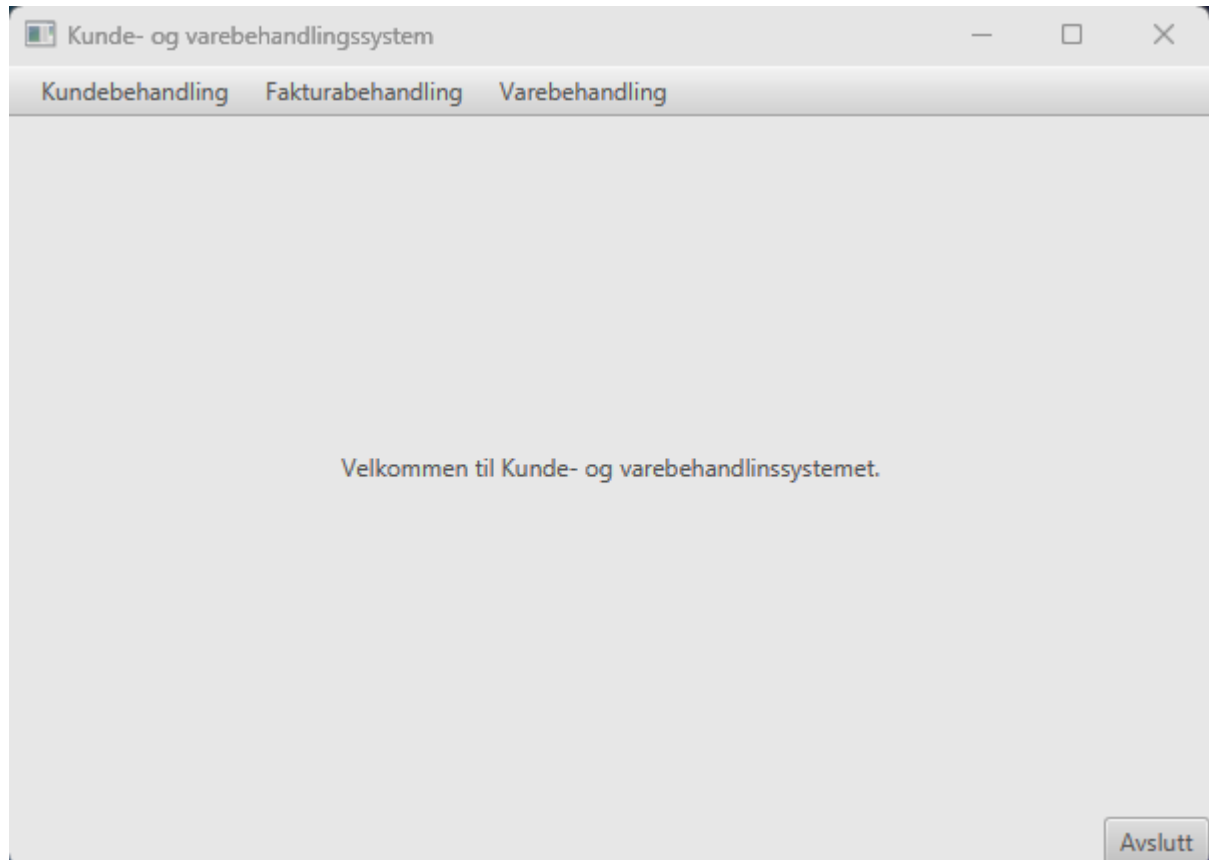 Kunde- og varebehandlingssystem
Kundebehandling Fakturabehandling Varebehandling
Velkommen til Kunde- og varebehandlinssystemet.
Avslutt